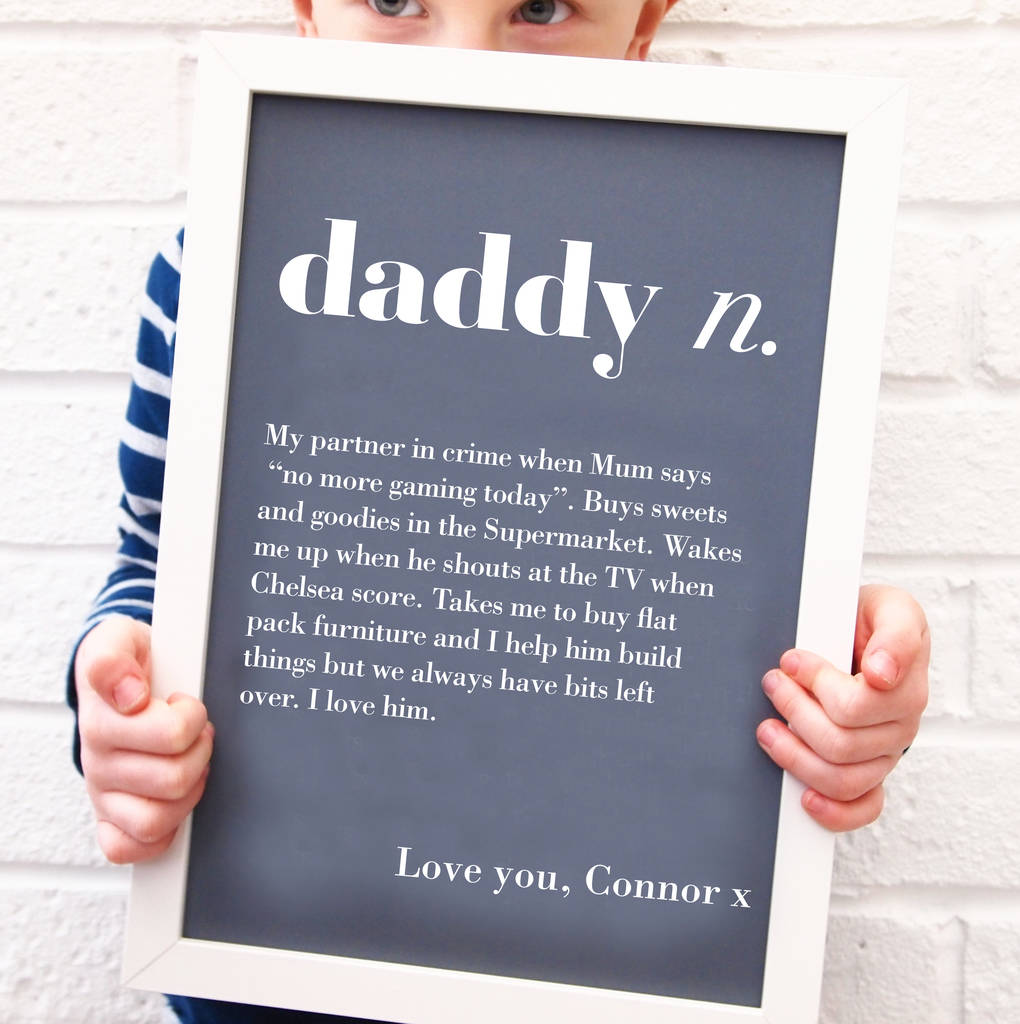 daddy n.
My partner in crime when Mum says
“no more gaming today”. Buys sweets
and goodies in the Supermarket. Wakes
me up when he shouts at the TV when
Chelsea score. Takes me to buy flat
pack furniture and I help him build
things but we always have bits left
over. I love him.
Love you, Connor x